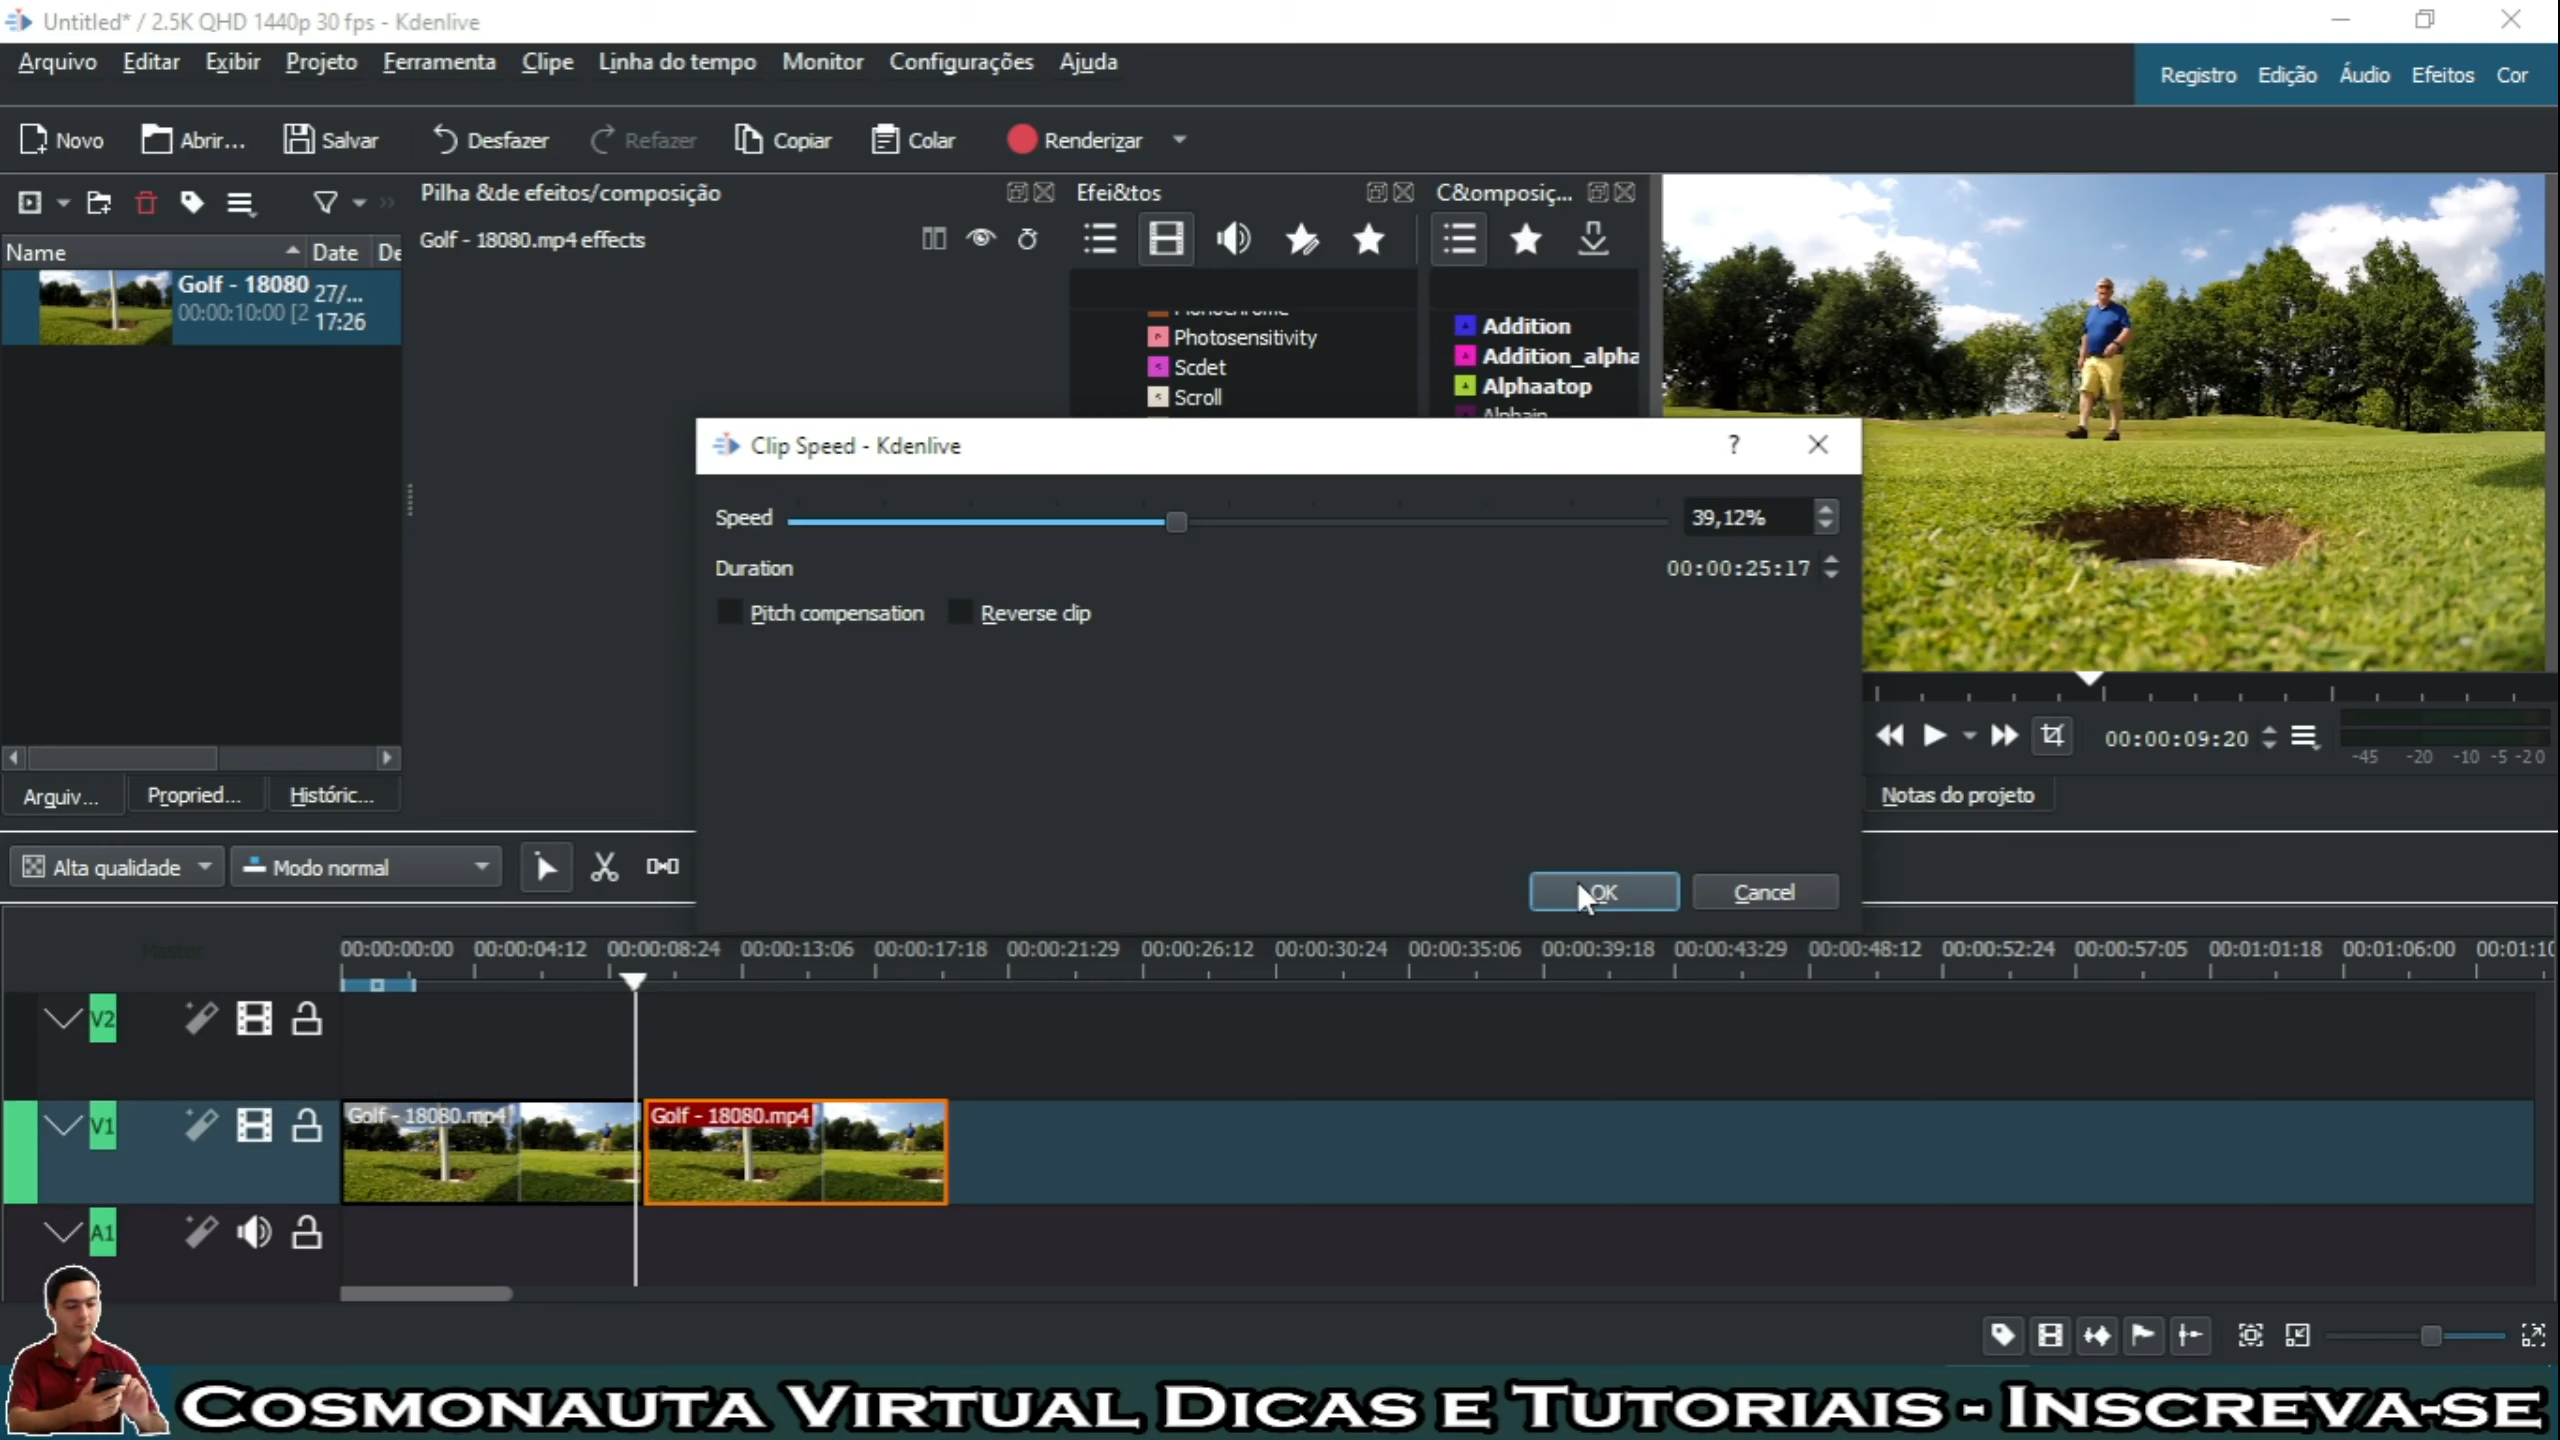 Untitled* / 2.5K QHD 1440p 30 fps - Kdenlive
Arquivo Editar Exibir Projeto Ferramenta Clipe Linha do tempo Monitor Configurações Ajuda
Registro Edição Áudio Efeitos Cor
Novo Abrir... Salvar Desfazer Refazer Copiar Colar Renderizar
Pilha &de efeitos/composição
Efei&tos
C&omposiç...
Name Date De
Golf - 18080.mp4 effects
Golf - 18080 27/...
00:00:10:00 [2 17:26
Photosensitivity
Scdet
Scroll
Addition
Addition_alpha
Alphaatop
Alphain
Clip Speed - Kdenlive ?
Speed 39,12%
Duration 00:00:25:17
Pitch compensation Reverse clip
OK Cancel
00:00:09:20
-45 -20 -10 -5 -2 0
Arquiv... Propried... Históric...
Notas do projeto
Alta qualidade Modo normal
Master
00:00:00:00 00:00:04:12 00:00:08:24 00:00:13:06 00:00:17:18 00:00:21:29 00:00:26:12 00:00:30:24 00:00:35:06 00:00:39:18 00:00:43:29 00:00:48:12 00:00:52:24 00:00:57:05 00:01:01:18 00:01:06:00 00:01:10
V2
V1
Golf - 18080.mp4 Golf - 18080.mp4
A1
Cosmonauta Virtual Dicas e Tutoriais - Inscreva-se